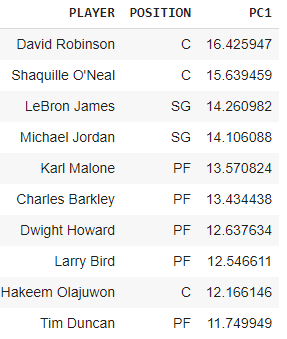 PLAYER POSITION PC1
David Robinson C 16.425947
Shaquille O'Neal C 15.639459
LeBron James SG 14.260982
Michael Jordan SG 14.106088
Karl Malone PF 13.570824
Charles Barkley PF 13.434438
Dwight Howard PF 12.637634
Larry Bird PF 12.546611
Hakeem Olajuwon C 12.166146
Tim Duncan PF 11.749949